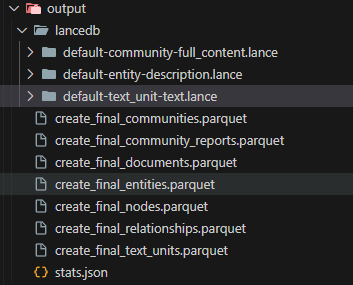 output
lancedb
default-community-full_content.lance
default-entity-description.lance
default-text_unit-text.lance
create_final_communities.parquet
create_final_community_reports.parquet
create_final_documents.parquet
create_final_entities.parquet
create_final_nodes.parquet
create_final_relationships.parquet
create_final_text_units.parquet
stats.json